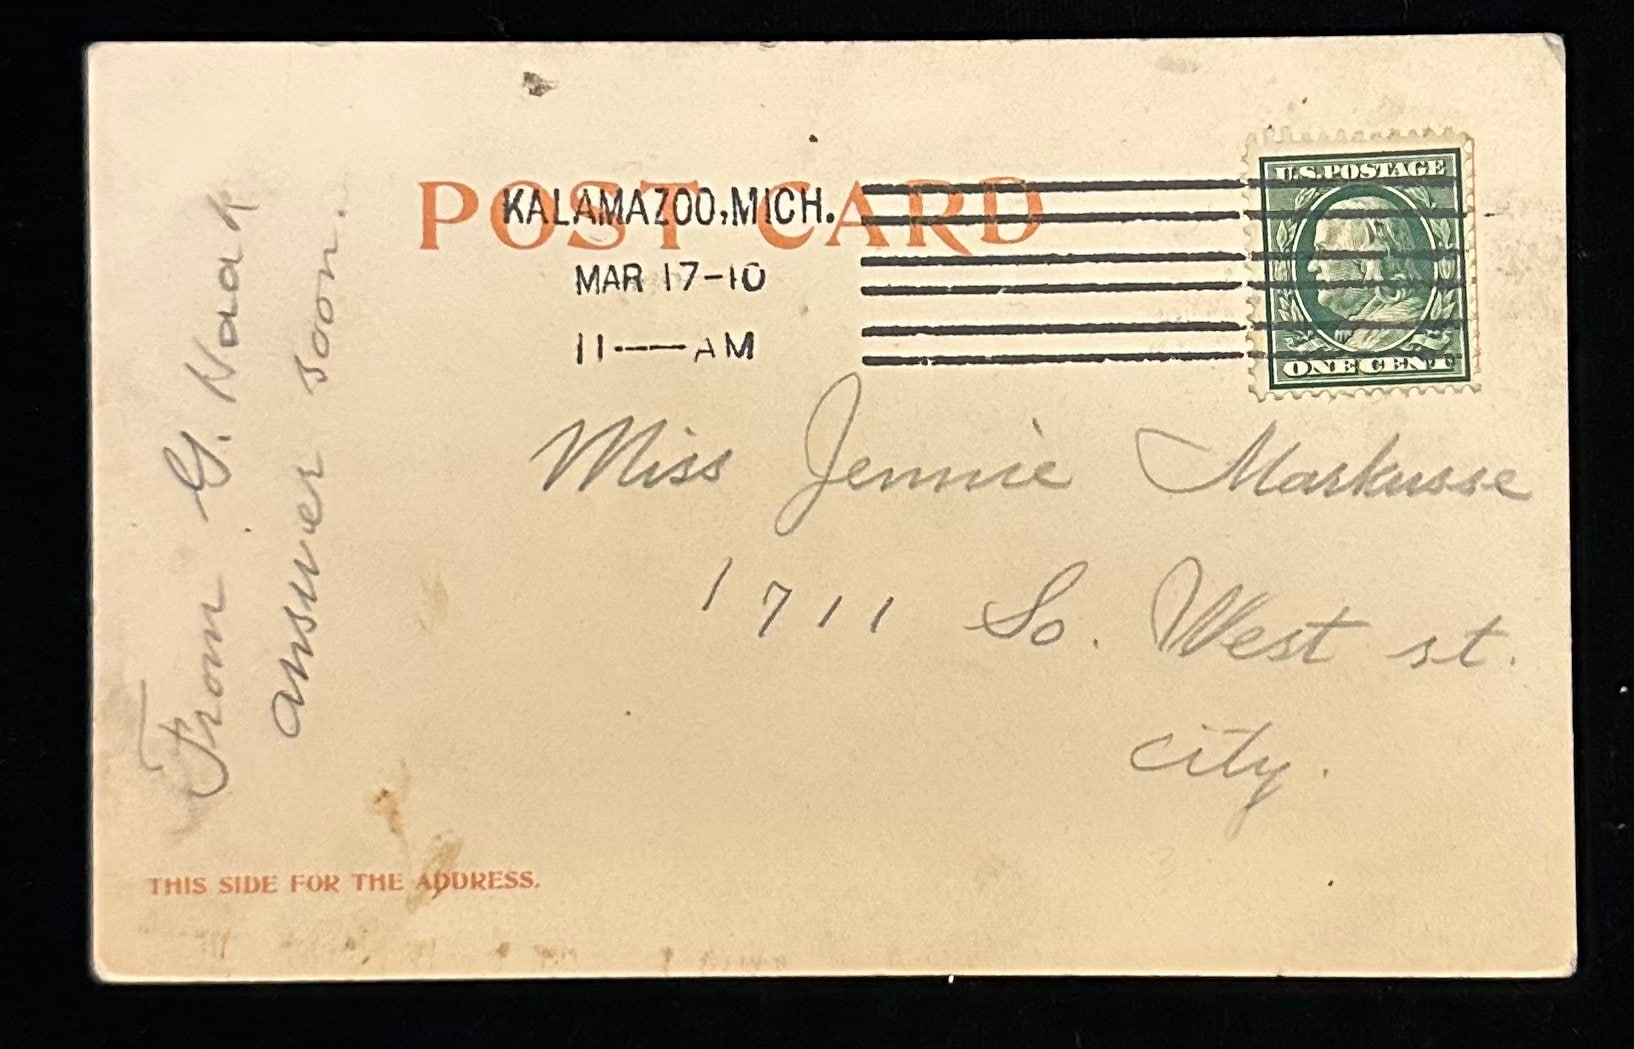 POST CARD
KALAMAZOO, MICH.
MAR 17-10
11——AM
U.S. POSTAGE
ONE CENT
Miss Jennie Markusse
1711 So. West st.
city.
From G. Haak
answer soon.
THIS SIDE FOR THE ADDRESS.